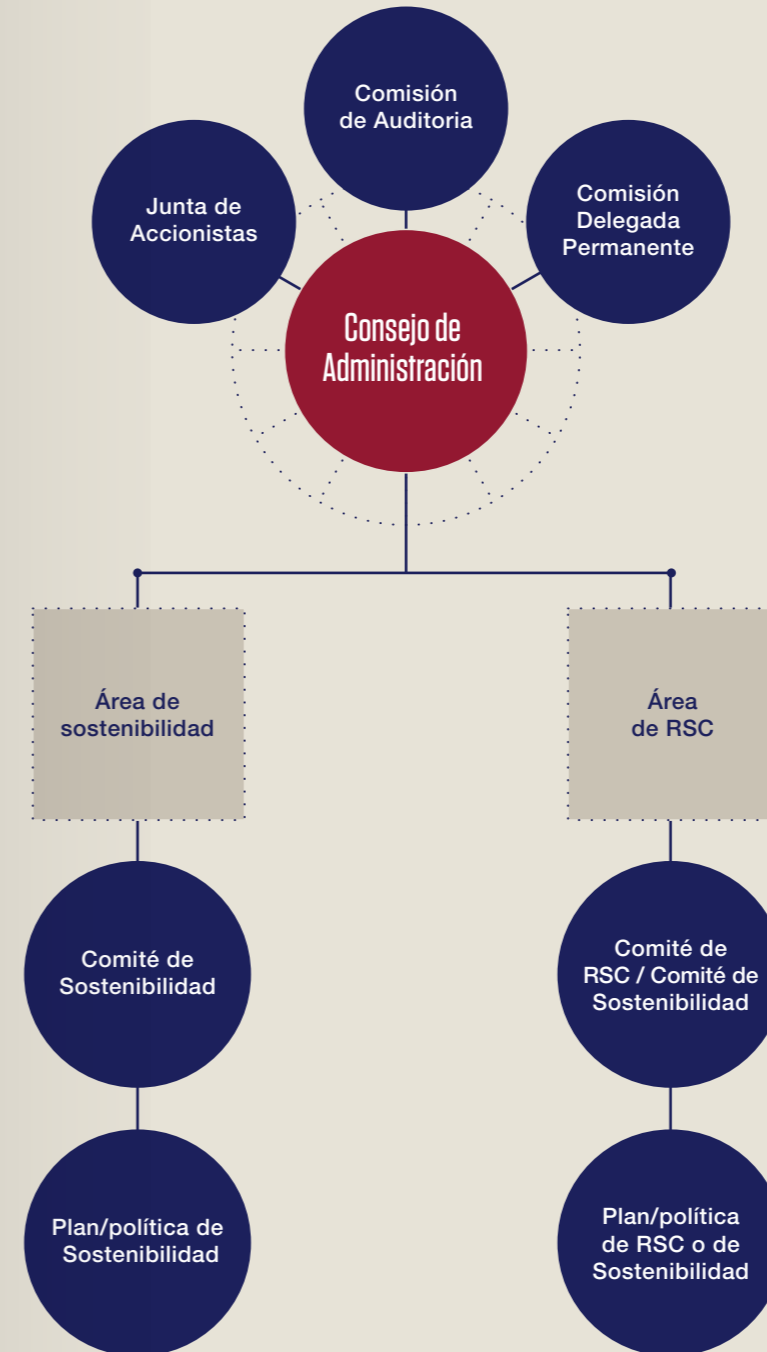 Comisión
de Auditoria
Junta de
Accionistas
Comisión
Delegada
Permanente
Consejo de
Administración
Área de
sostenibilidad
Área
de RSC
Comité de
Sostenibilidad
Comité de
RSC / Comité de
Sostenibilidad
Plan/política de
Sostenibilidad
Plan/política
de RSC o de
Sostenibilidad